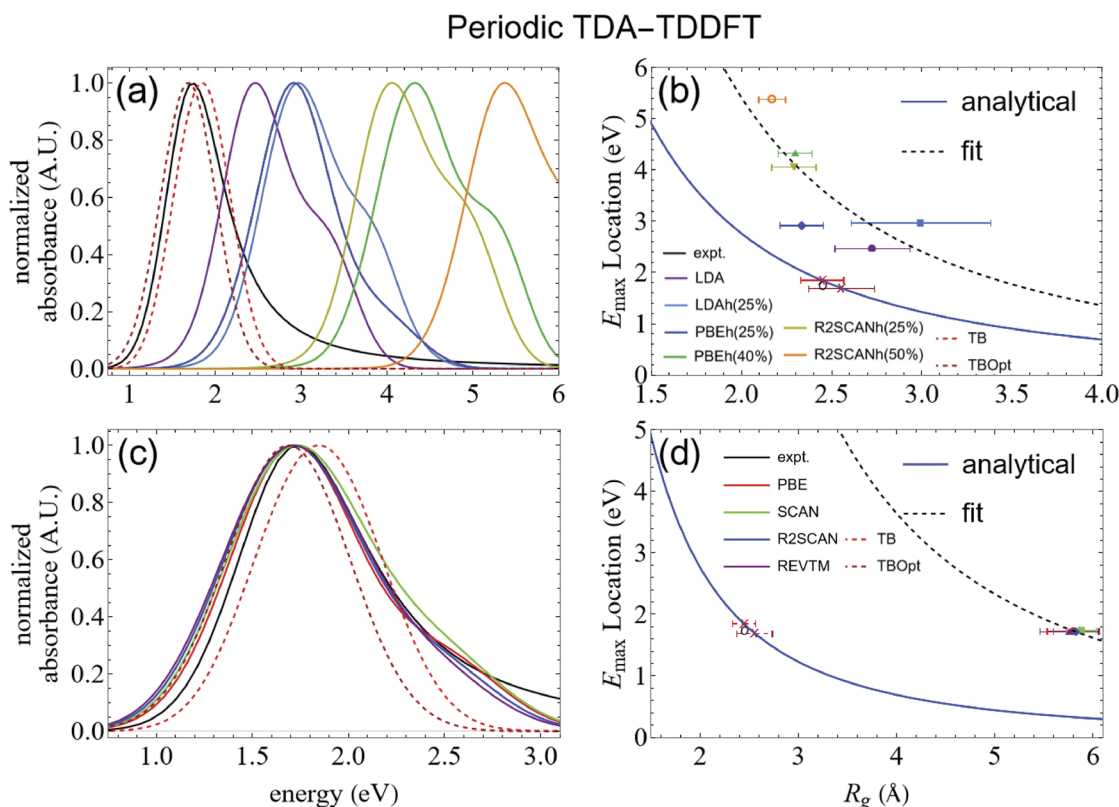 Periodic TDA–TDDFT
(a)
normalized
absorbance (A.U.)
1.0
0.8
0.6
0.4
0.2
0.0
1 2 3 4 5 6
(b)
analytical
fit
E_max Location (eV)
6
5
4
3
2
1
0
expt.
LDA
LDAh(25%)
PBEh(25%)
PBEh(40%)
R2SCANh(25%)
R2SCANh(50%)
TB
TBOpt
1.5 2.0 2.5 3.0 3.5 4.0
(c)
normalized
absorbance (A.U.)
1.0
0.8
0.6
0.4
0.2
0.0
1.0 1.5 2.0 2.5 3.0
energy (eV)
(d)
analytical
fit
E_max Location (eV)
5
4
3
2
1
0
expt.
PBE
SCAN
R2SCAN
REVTM
TB
TBOpt
2 3 4 5 6
R_g (Å)